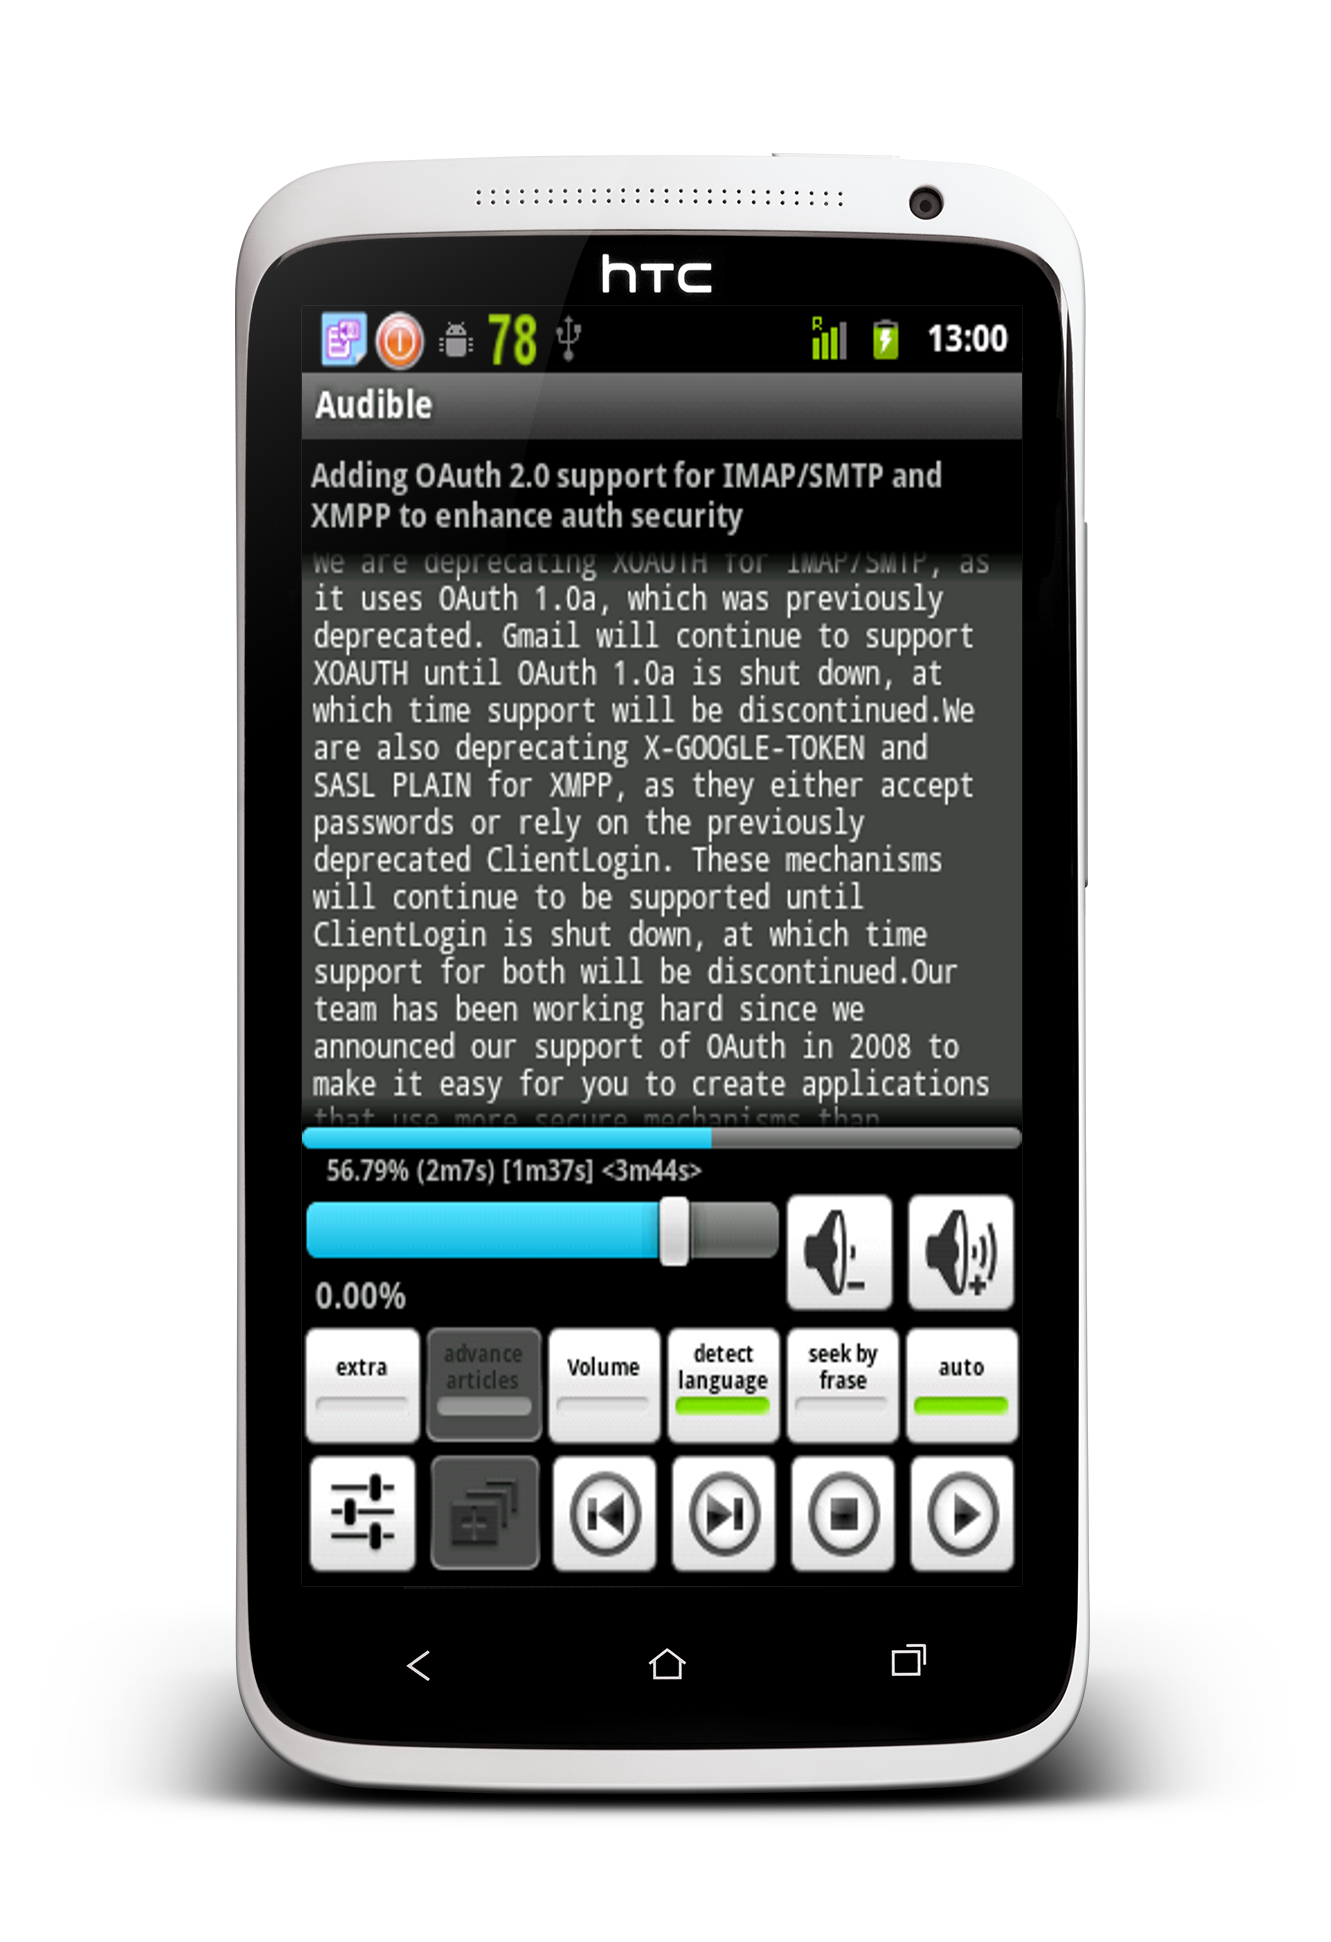 htc
78
R
13:00
Audible
Adding OAuth 2.0 support for IMAP/SMTP and
XMPP to enhance auth security
We are deprecating XOAUTH for IMAP/SMTP, as
it uses OAuth 1.0a, which was previously
deprecated. Gmail will continue to support
XOAUTH until OAuth 1.0a is shut down, at
which time support will be discontinued.We
are also deprecating X-GOOGLE-TOKEN and
SASL PLAIN for XMPP, as they either accept
passwords or rely on the previously
deprecated ClientLogin. These mechanisms
will continue to be supported until
ClientLogin is shut down, at which time
support for both will be discontinued.Our
team has been working hard since we
announced our support of OAuth in 2008 to
make it easy for you to create applications
that use more secure mechanisms than
56.79% (2m7s) [1m37s] <3m44s>
0.00%
extra
advance
articles
Volume
detect
language
seek by
frase
auto